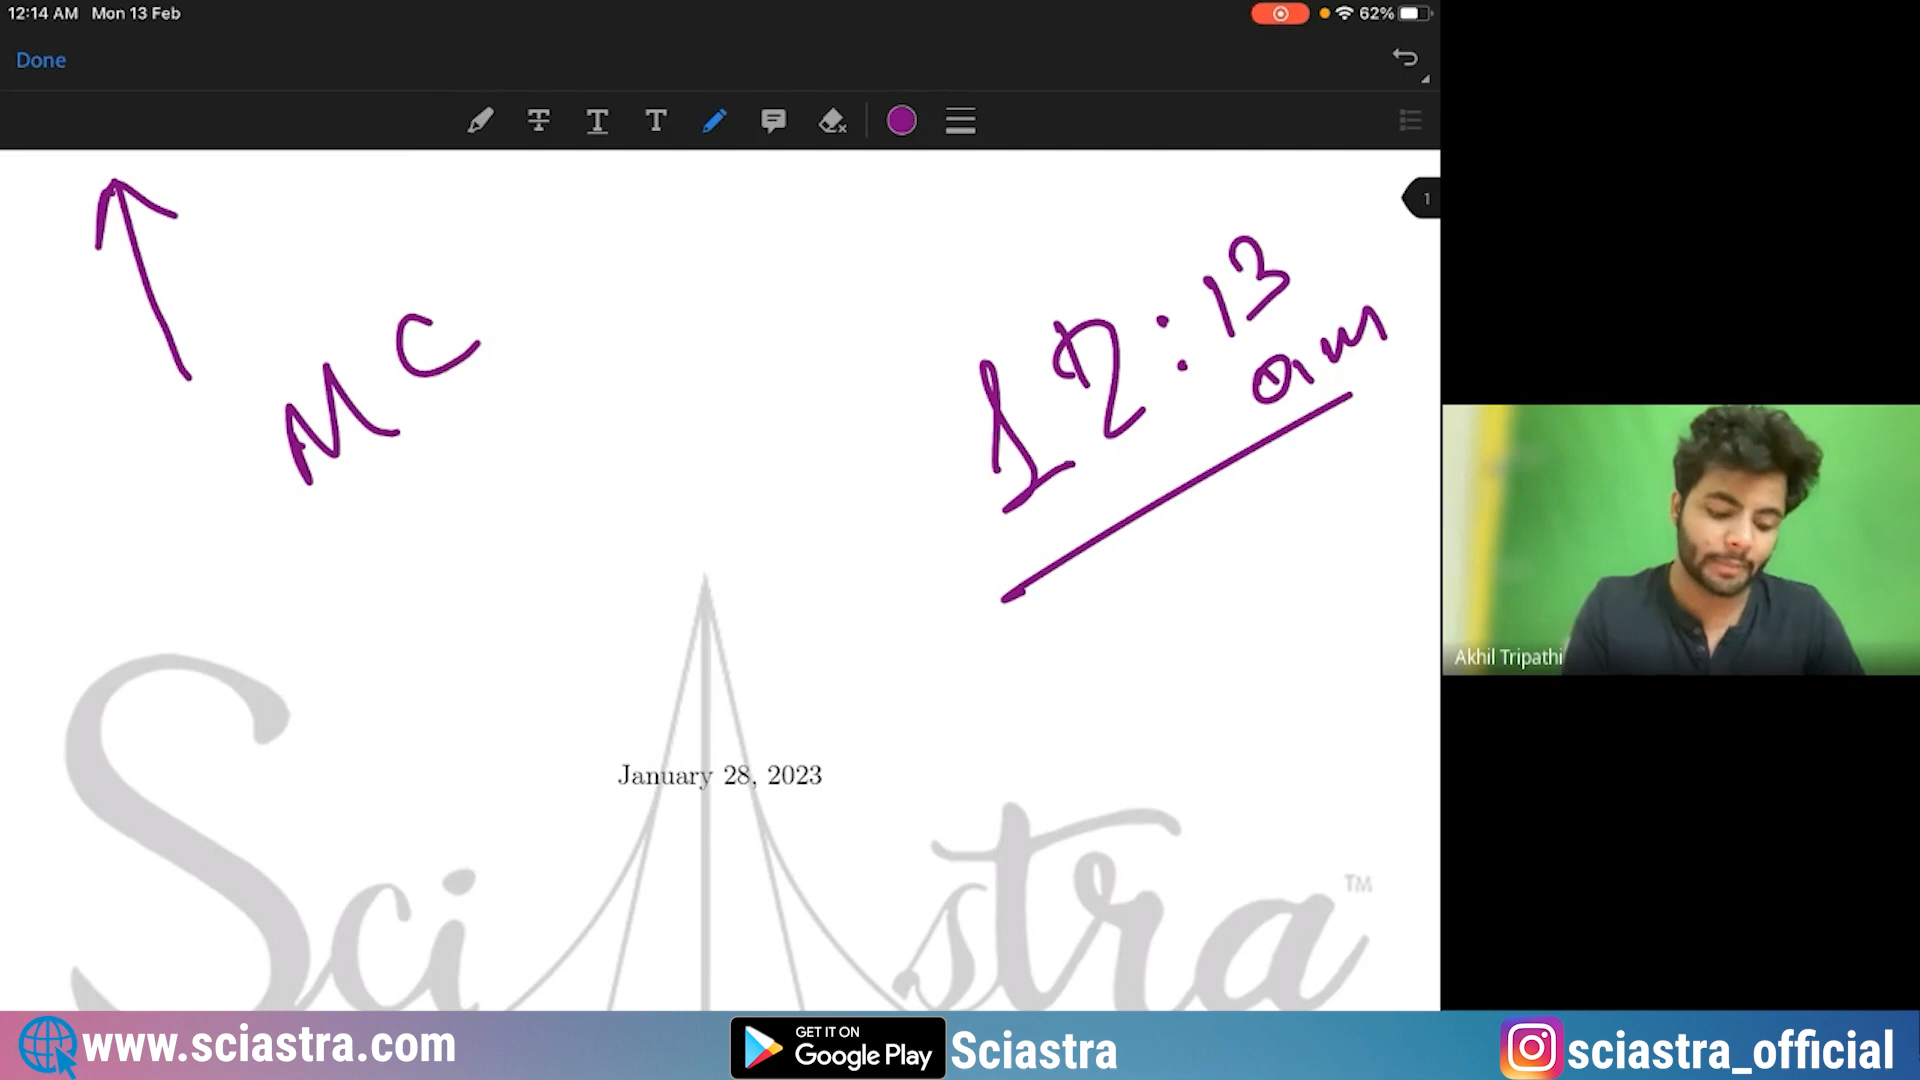 12:14 AM Mon 13 Feb
62%
Done
T T T
1
MC
12:13
am
January 28, 2023
SciAstra
TM
Akhil Tripathi
www.sciastra.com
GET IT ON
Google Play
Sciastra
sciastra_official